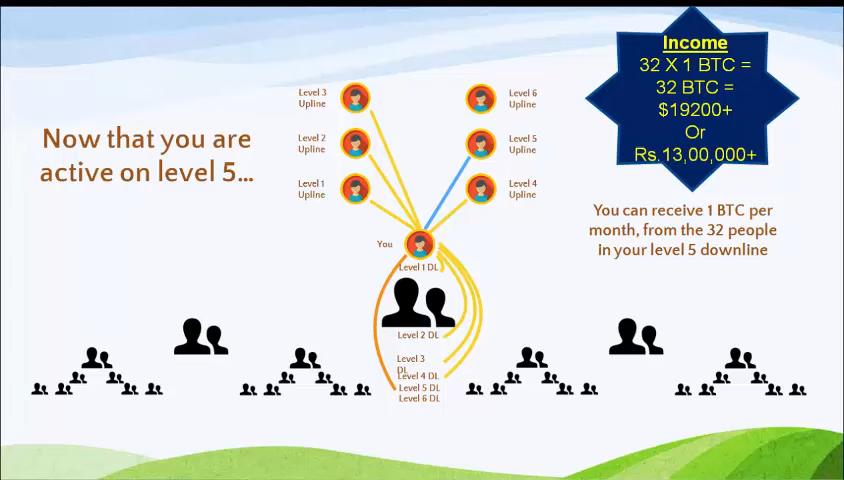 Now that you are
active on level 5...
Level 3
Upline
Level 2
Upline
Level 1
Upline
Level 6
Upline
Level 5
Upline
Level 4
Upline
You
Level 1 DL
Level 2 DL
Level 3
DL
Level 4 DL
Level 5 DL
Level 6 DL
Income
32 X 1 BTC =
32 BTC =
$19200+
Or
Rs.13,00,000+
You can receive 1 BTC per
month, from the 32 people
in your level 5 downline